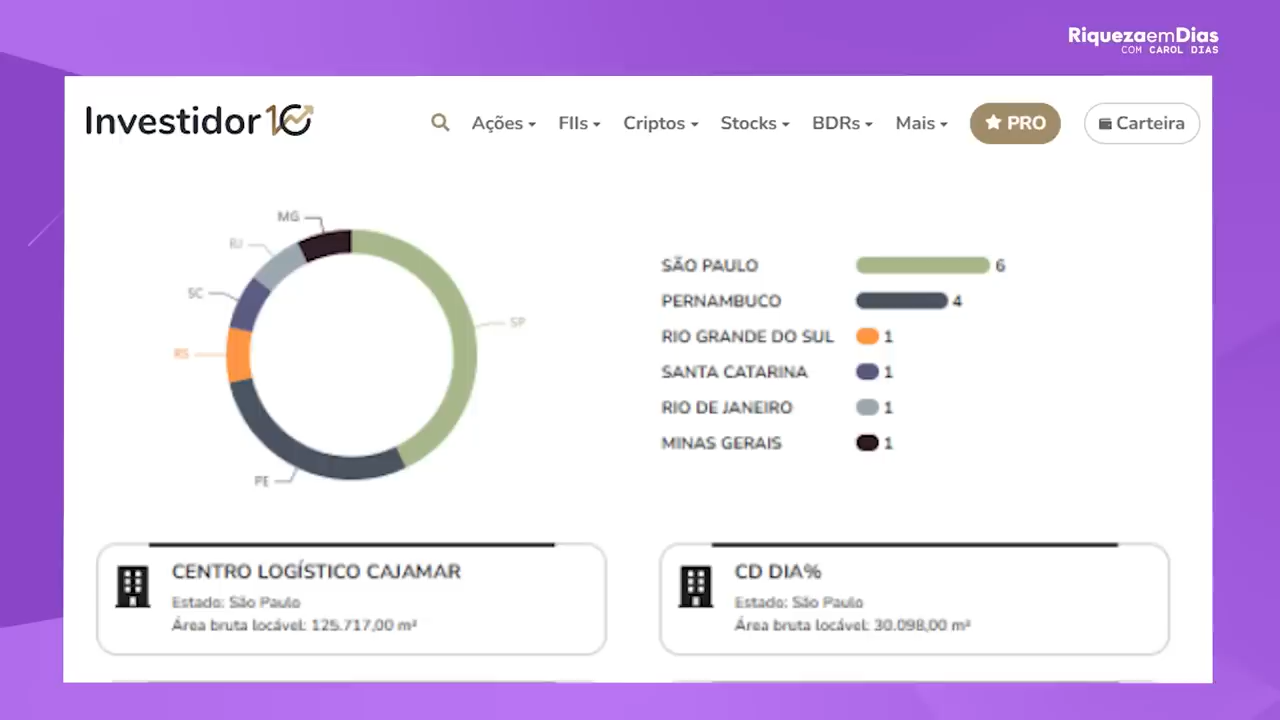 RiquezaemDias
COM CAROL DIAS
Investidor10
Ações
FIIs
Criptos
Stocks
BDRs
Mais
PRO
Carteira
MG
RJ
SC
RS
PE
SP
SÃO PAULO 6
PERNAMBUCO 4
RIO GRANDE DO SUL 1
SANTA CATARINA 1
RIO DE JANEIRO 1
MINAS GERAIS 1
CENTRO LOGÍSTICO CAJAMAR
Estado: São Paulo
Área bruta locável: 125.717,00 m²
CD DIA%
Estado: São Paulo
Área bruta locável: 30.098,00 m²